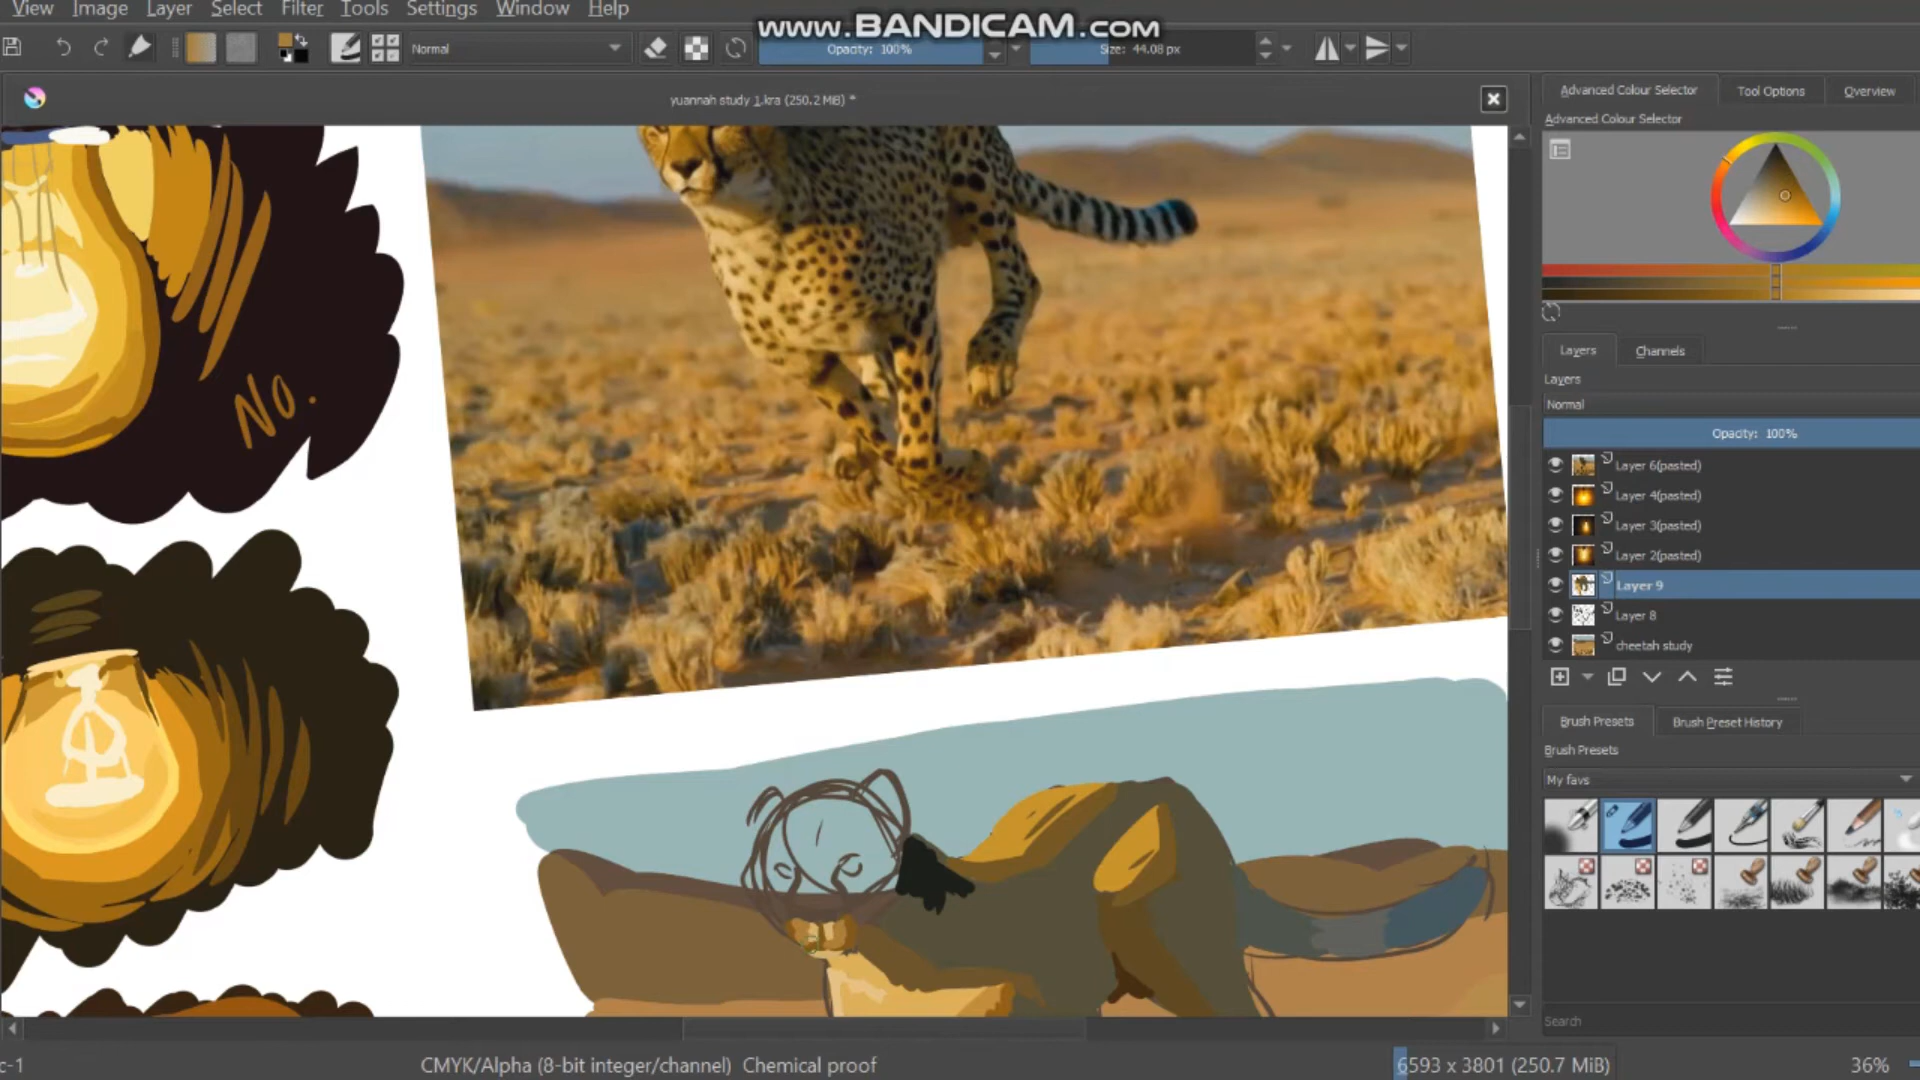 View Image Layer Select Filter Tools Settings Window Help
www.BANDICAM.com
Normal
Opacity: 100%
Size: 44.08 px
yuannah study 1.kra (250.2 MiB) *
Advanced Colour Selector Tool Options Overview
Advanced Colour Selector
No.
Layers Channels
Layers
Normal
Opacity: 100%
Layer 6(pasted)
Layer 4(pasted)
Layer 3(pasted)
Layer 2(pasted)
Layer 9
Layer 8
cheetah study
Brush Presets Brush Preset History
Brush Presets
My favs
Search
c-1
CMYK/Alpha (8-bit integer/channel) Chemical proof
6593 x 3801 (250.7 MiB)
36%